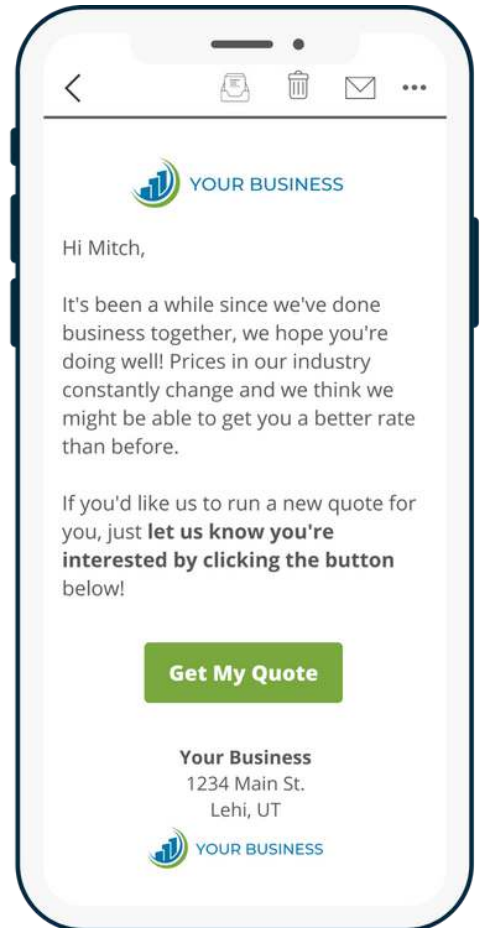 YOUR BUSINESS
Hi Mitch,
It's been a while since we've done
business together, we hope you're
doing well! Prices in our industry
constantly change and we think we
might be able to get you a better rate
than before.
If you'd like us to run a new quote for
you, just let us know you're
interested by clicking the button
below!
Get My Quote
Your Business
1234 Main St.
Lehi, UT
YOUR BUSINESS